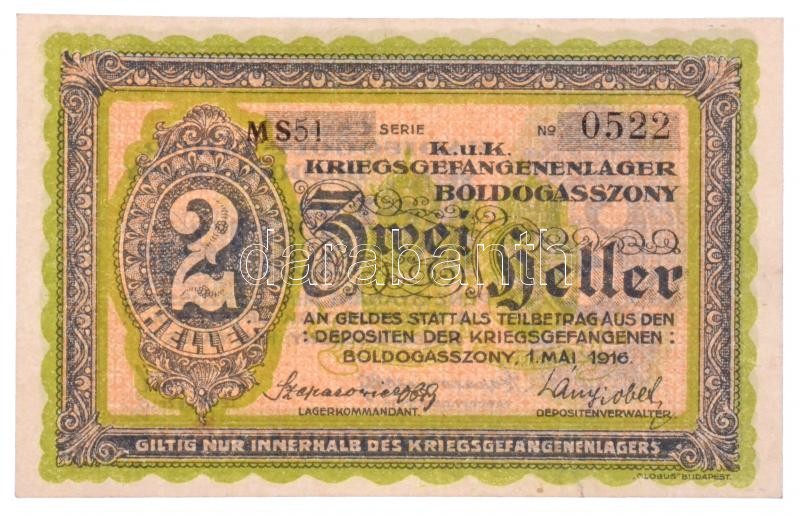 MS51 SERIE No 0522
K.u.K.
KRIEGSGEFANGENENLAGER
BOLDOGASSZONY
Zwei Heller
2
HELLER
AN GELDES STATT ALS TEILBETRAG AUS DEN
: DEPOSITEN DER KRIEGSGEFANGENEN :
BOLDOGASSZONY, 1. MAI 1916.
LAGERKOMMANDANT. DEPOSITENVERWALTER.
GILTIG NUR INNERHALB DES KRIEGSGEFANGENENLAGERS
„GLOBUS" BUDAPEST.
darabanth